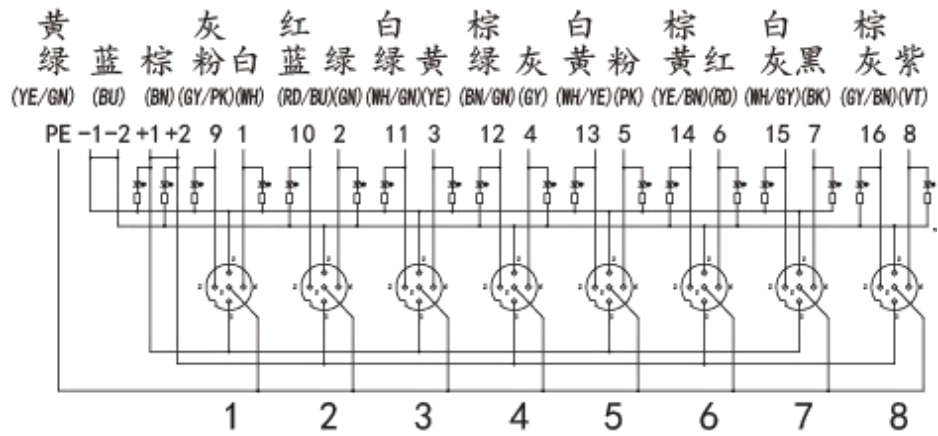 黄 灰 红 白 棕 白 棕 白 棕
绿 蓝 棕 粉 白 蓝 绿 绿 黄 绿 灰 黄 粉 黄 红 灰 黑 灰 紫
(YE/GN) (BU) (BN) (GY/PK) (WH) (RD/BU) (GN) (WH/GN) (YE) (BN/GN) (GY) (WH/YE) (PK) (YE/BN) (RD) (WH/GY) (BK) (GY/BN) (VT)
PE -1 -2 +1 +2 9 1 10 2 11 3 12 4 13 5 14 6 15 7 16 8
1 2 3 4 5 6 7 8